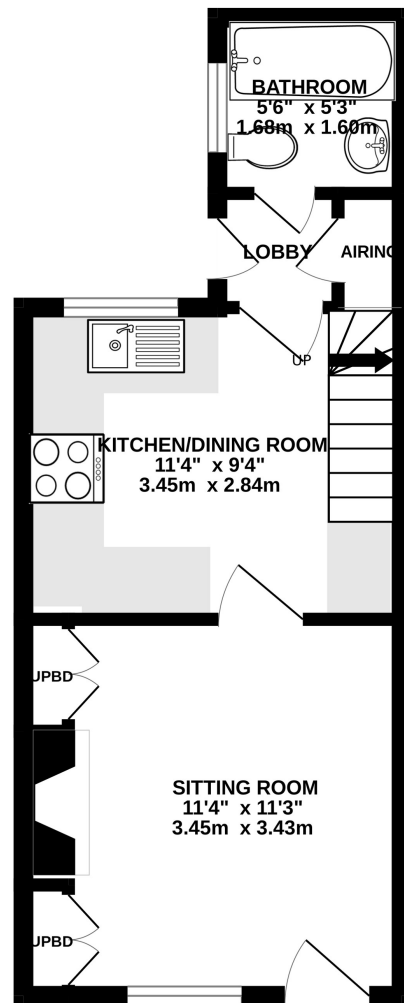 BATHROOM
5'6" x 5'3"
1.68m x 1.60m
LOBBY
AIRING
UP
KITCHEN/DINING ROOM
11'4" x 9'4"
3.45m x 2.84m
UPBD
SITTING ROOM
11'4" x 11'3"
3.45m x 3.43m
UPBD